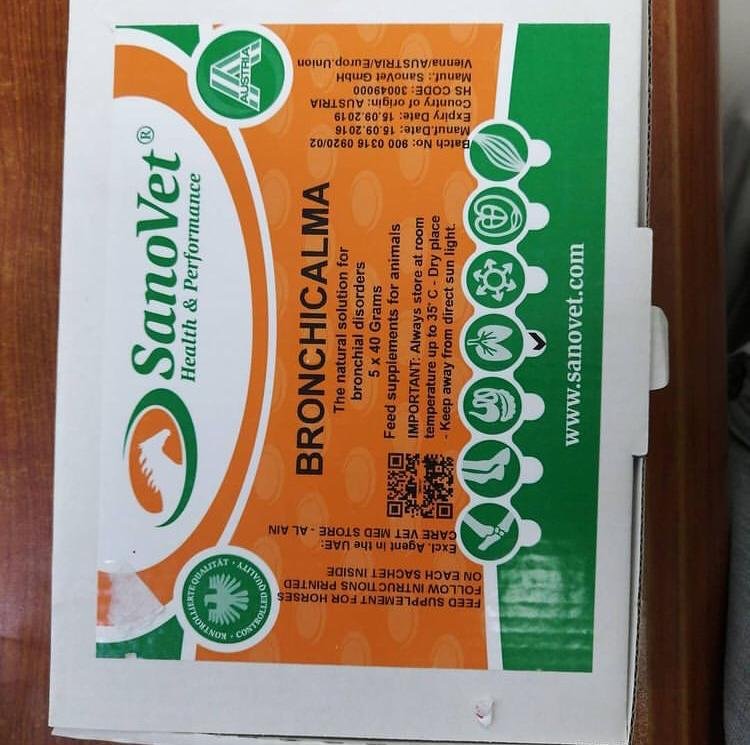 SanoVet®
Health & Performance
AUSTRIA
KONTROLLIERTE QUALITÄT · CONTROLLED QUALITY ·
BRONCHICALMA
The natural solution for
bronchial disorders
5 x 40 Grams
Feed supplements for animals
IMPORTANT: Always store at room
temperature up to 35° C - Dry place
- Keep away from direct sun light.
FEED SUPPLEMENT FOR HORSES
FOLLOW INTRUCTIONS PRINTED
ON EACH SACHET INSIDE
Excl. Agent in the UAE:
CARE VET MED STORE - AL AIN
Batch No: 900 0316 0920/02
Manuf.Date: 15.09.2016
Expiry Date: 15.09.2019
Country of origin: AUSTRIA
HS CODE: 30049000
Manuf.: SanoVet GmbH
Vienna/AUSTRIA/Europ.Union
www.sanovet.com